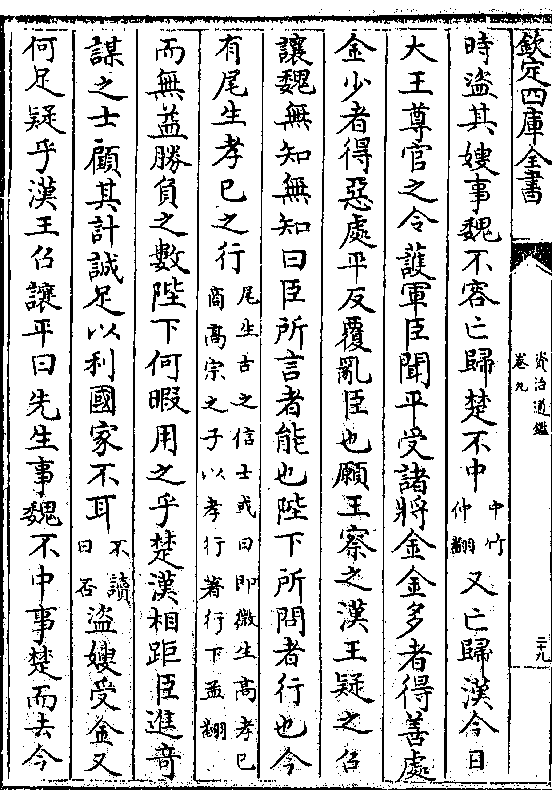 欽定四庫全書
資治通鑑
卷九
二十九
時盜其嫂事魏不容亡歸楚不中中竹仲翻又亡歸漢今日
大王尊官之令護軍臣聞平受諸將金金多者得善處
金少者得惡處平反覆亂臣也願王察之漢王疑之召
讓魏無知無知曰臣所言者能也陛下所問者行也今
有尾生孝已之行尾生古之信士或曰即微生高孝已商高宗之子以孝行著行下孟翻
而無益勝負之數陛下何暇用之乎楚漢相距臣進竒
謀之士顧其計誠足以利國家不耳不讀曰否盜嫂受金又
何足疑乎漢王召讓平曰先生事魏不中事楚而去今